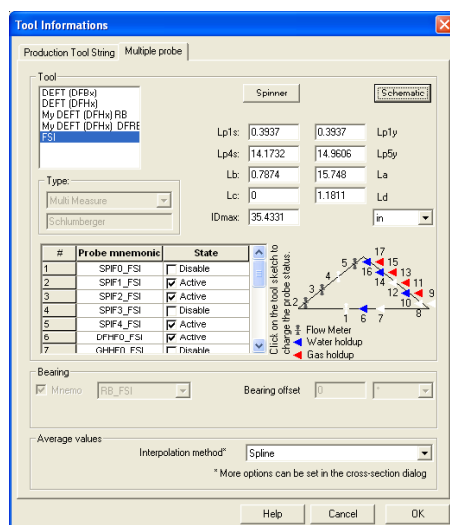 Tool Informations
Production Tool String
Multiple probe
Tool
DEFT (DFBx)
DEFT (DFHx)
My DEFT (DFHx) RB
My DEFT (DFHx) DFRE
FSI
Spinner
Schematic
Lp1s: 0.3937 0.3937 Lp1y
Lp4s: 14.1732 14.9606 Lp5y
Lb: 0.7874 15.748 La
Lc: 0 1.1811 Ld
IDmax: 35.4331 in
Type:
Multi Measure
Schlumberger
# Probe mnemonic State
1 SPIF0_FSI Disable
2 SPIF1_FSI Active
3 SPIF2_FSI Active
4 SPIF3_FSI Disable
5 SPIF4_FSI Active
6 DFHF0_FSI Active
7 GHHF0_FSI Disable
Click on the tool sketch to
change the probe status.
17
5 16 15
4 14 13
3 11
2 12 9
10
1 6 7 8
Flow Meter
Water holdup
Gas holdup
Bearing
Mnemo RB_FSI Bearing offset 0 °
Average values
Interpolation method* Spline
* More options can be set in the cross-section dialog
Help Cancel OK